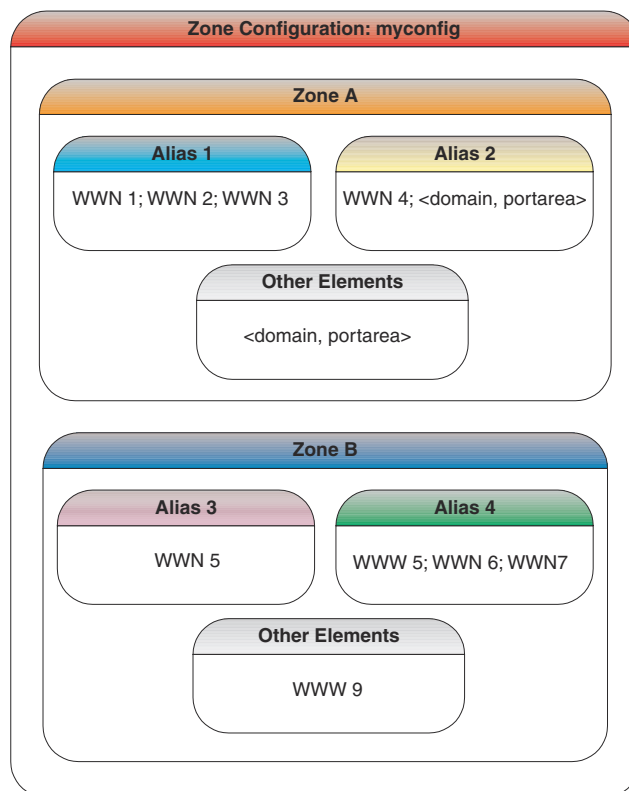 Zone Configuration: myconfig
Zone A
Alias 1
Alias 2
WWN 1; WWN 2; WWN 3
WWN 4; <domain, portarea>
Other Elements
<domain, portarea>
Zone B
Alias 3
Alias 4
WWN 5
WWW 5; WWN 6; WWN7
Other Elements
WWW 9